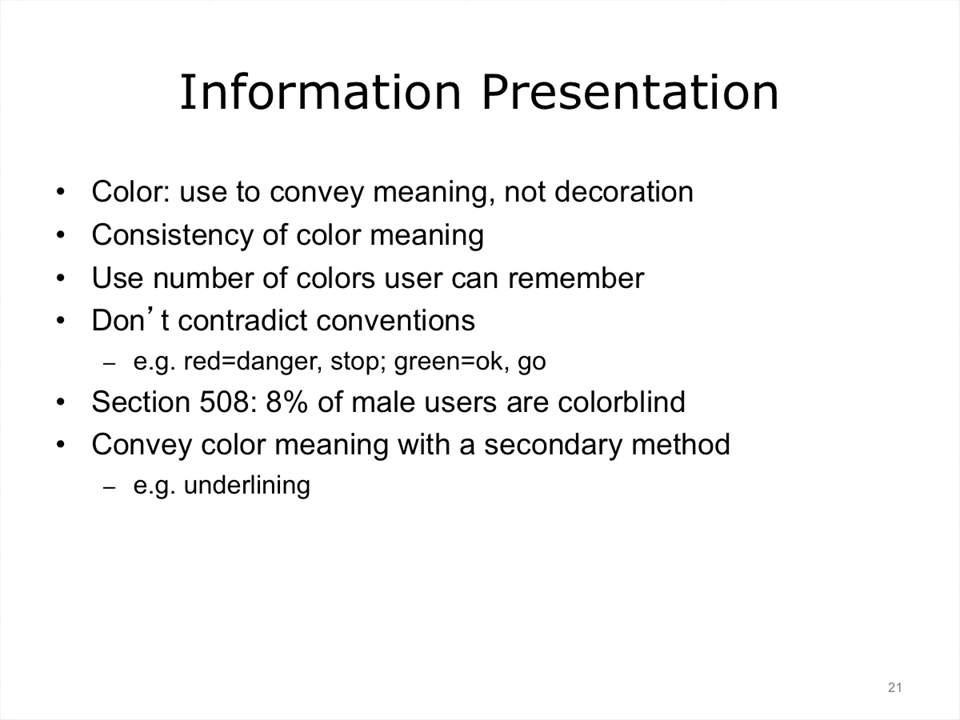 Information Presentation
• Color: use to convey meaning, not decoration
• Consistency of color meaning
• Use number of colors user can remember
• Don’t contradict conventions
– e.g. red=danger, stop; green=ok, go
• Section 508: 8% of male users are colorblind
• Convey color meaning with a secondary method
– e.g. underlining
21